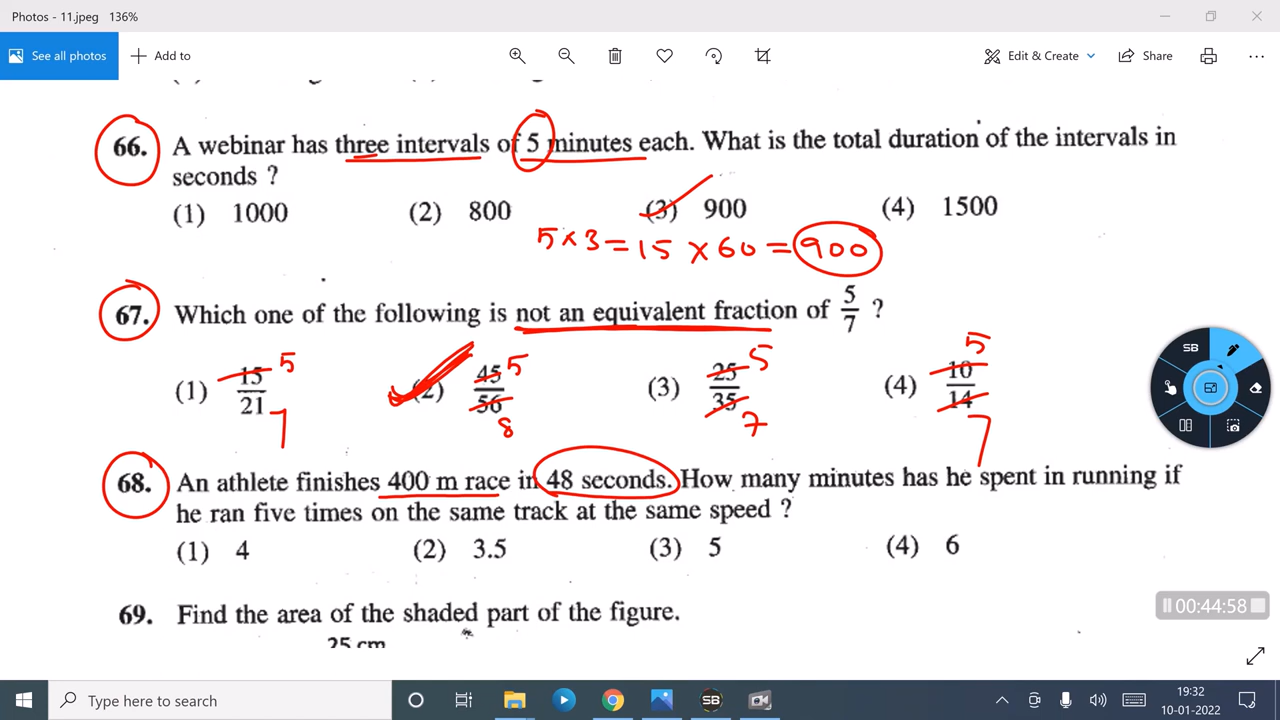 Photos - 11.jpeg 136%
See all photos
Add to
Edit & Create
Share
66. A webinar has three intervals of 5 minutes each. What is the total duration of the intervals in
seconds ?
(1) 1000 (2) 800 (3) 900 (4) 1500
5 × 3 = 15 × 60 = 900
67. Which one of the following is not an equivalent fraction of 5/7 ?
5 5 5 5
(1) 15/21 (2) 45/56 (3) 25/35 (4) 10/14
7 8 7 7
SB
68. An athlete finishes 400 m race in 48 seconds. How many minutes has he spent in running if
he ran five times on the same track at the same speed ?
(1) 4 (2) 3.5 (3) 5 (4) 6
00:44:58
69. Find the area of the shaded part of the figure.
25 cm
Type here to search
SB
19:32
10-01-2022